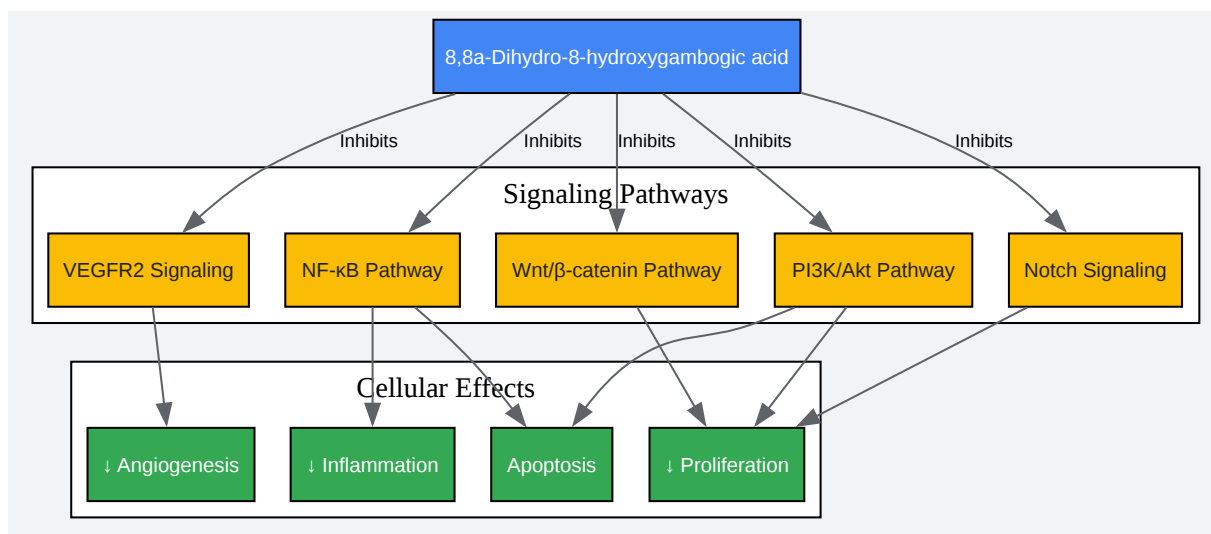 8,8a-Dihydro-8-hydroxygambogic acid
Inhibits
Inhibits
Inhibits
Inhibits
Inhibits
Signaling Pathways
VEGFR2 Signaling
NF-κB Pathway
Wnt/β-catenin Pathway
PI3K/Akt Pathway
Notch Signaling
Cellular Effects
↓ Angiogenesis
↓ Inflammation
Apoptosis
↓ Proliferation